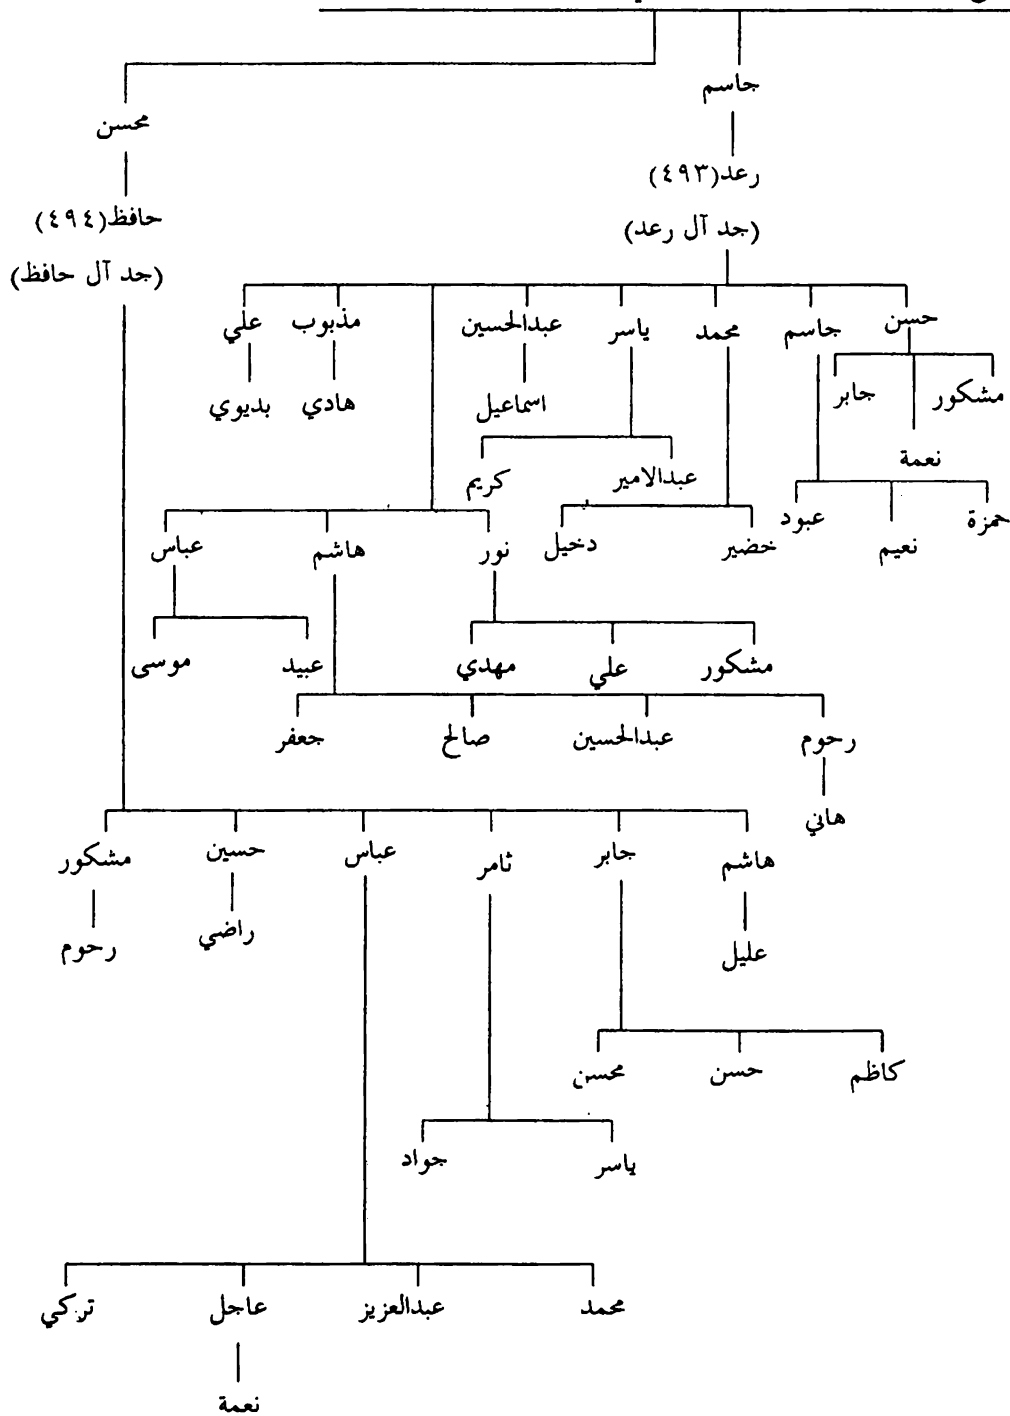 جاسم
محسن
رعد(٤٩٣)
حافظ(٤٩٤)
(جد آل رعد)
(جد آل حافظ)
حسن جاسم محمد ياسر عبدالحسين مذبوب علي
مشكور جابر اسماعيل هادي بديوي
نعمة
عبدالامير كريم
حمزة نعيم عبود خضير دخيل نور هاشم عباس
مشكور علي مهدي عبيد موسى
رحوم عبدالحسين صالح جعفر
هاني
هاشم جابر ثامر عباس حسين مشكور
عليل راضي رحوم
كاظم حسن محسن
ياسر جواد
محمد عبدالعزيز عاجل تركي
نعمة